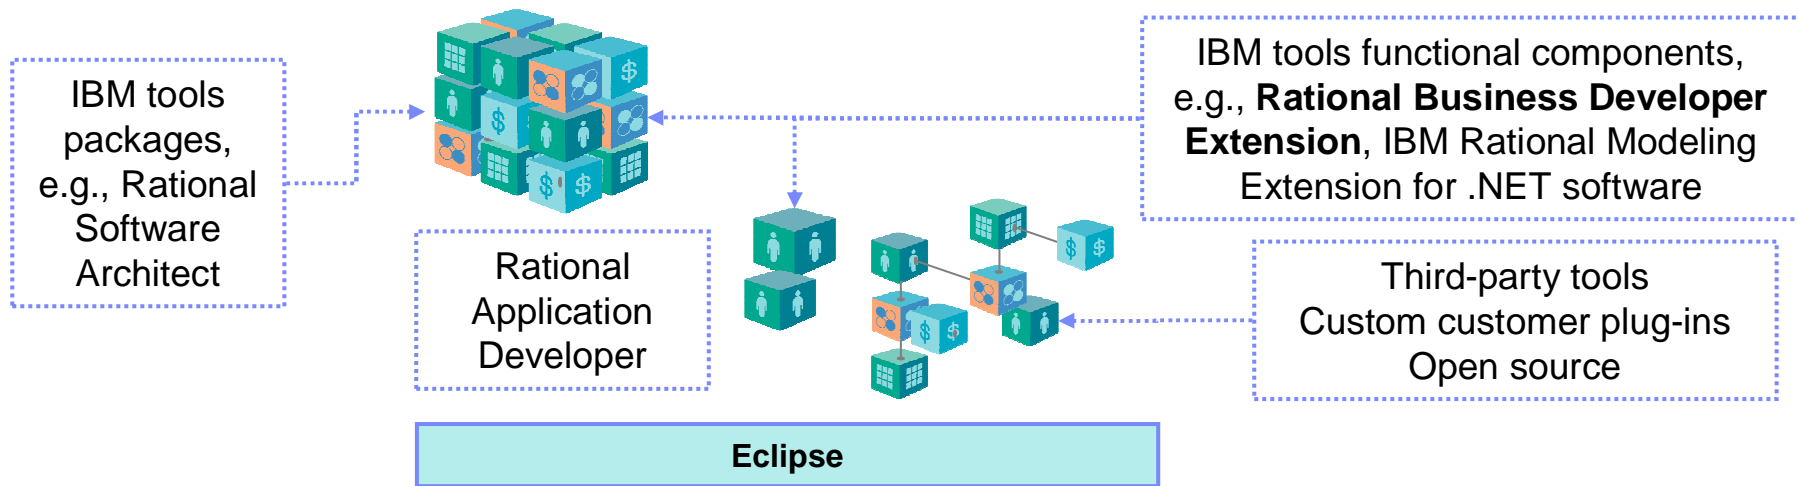 IBM tools
packages,
e.g., Rational
Software
Architect
Rational
Application
Developer
IBM tools functional components,
e.g., Rational Business Developer
Extension, IBM Rational Modeling
Extension for .NET software
Third-party tools
Custom customer plug-ins
Open source
Eclipse